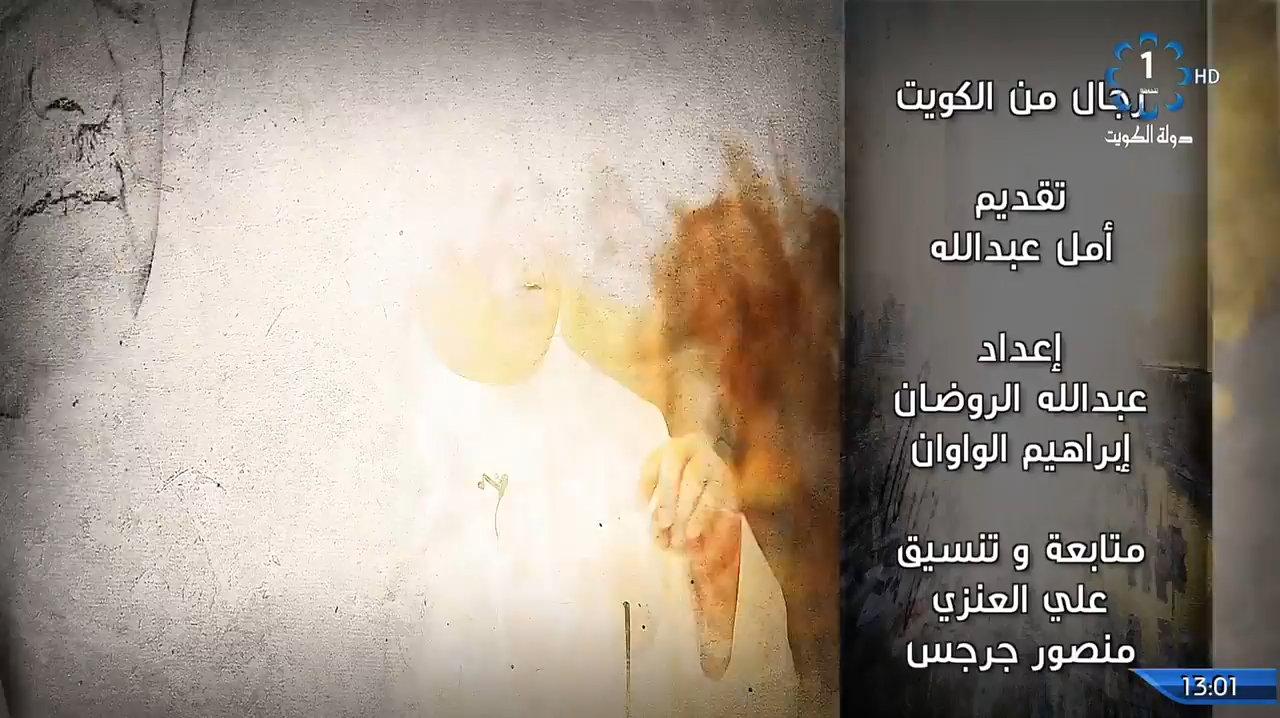 رجال من الكويت
1
HD
دولة الكويت
تقديم
أمل عبدالله
إعداد
عبدالله الروضان
إبراهيم الواوان
متابعة و تنسيق
علي العنزي
منصور جرجس
13:01